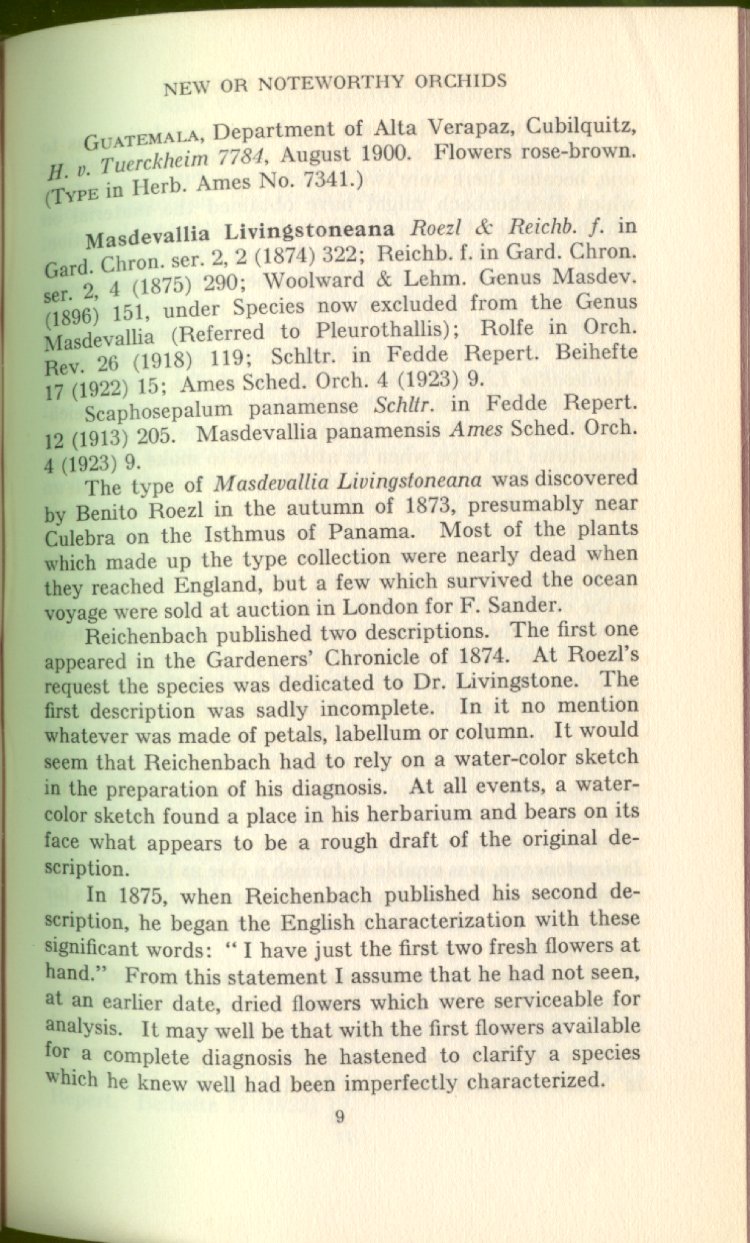 NEW OR NOTEWORTHY ORCHIDS
GUATEMALA, Department of Alta Verapaz, Cubilquitz,
H. v. Tuerckheim 7784, August 1900. Flowers rose-brown.
(TYPE in Herb. Ames No. 7341.)
Masdevallia Livingstoneana Roezl & Reichb. f. in
Gard. Chron. ser. 2, 2 (1874) 322; Reichb. f. in Gard. Chron.
ser. 2, 4 (1875) 290; Woolward & Lehm. Genus Masdev.
(1896) 151, under Species now excluded from the Genus
Masdevallia (Referred to Pleurothallis); Rolfe in Orch.
Rev. 26 (1918) 119; Schltr. in Fedde Repert. Beihefte
17 (1922) 15; Ames Sched. Orch. 4 (1923) 9.
Scaphosepalum panamense Schltr. in Fedde Repert.
12 (1913) 205. Masdevallia panamensis Ames Sched. Orch.
4 (1923) 9.
The type of Masdevallia Livingstoneana was discovered
by Benito Roezl in the autumn of 1873, presumably near
Culebra on the Isthmus of Panama. Most of the plants
which made up the type collection were nearly dead when
they reached England, but a few which survived the ocean
voyage were sold at auction in London for F. Sander.
Reichenbach published two descriptions. The first one
appeared in the Gardeners' Chronicle of 1874. At Roezl's
request the species was dedicated to Dr. Livingstone. The
first description was sadly incomplete. In it no mention
whatever was made of petals, labellum or column. It would
seem that Reichenbach had to rely on a water-color sketch
in the preparation of his diagnosis. At all events, a water-
color sketch found a place in his herbarium and bears on its
face what appears to be a rough draft of the original de-
scription.
In 1875, when Reichenbach published his second de-
scription, he began the English characterization with these
significant words: "I have just the first two fresh flowers at
hand." From this statement I assume that he had not seen,
at an earlier date, dried flowers which were serviceable for
analysis. It may well be that with the first flowers available
for a complete diagnosis he hastened to clarify a species
which he knew well had been imperfectly characterized.
9